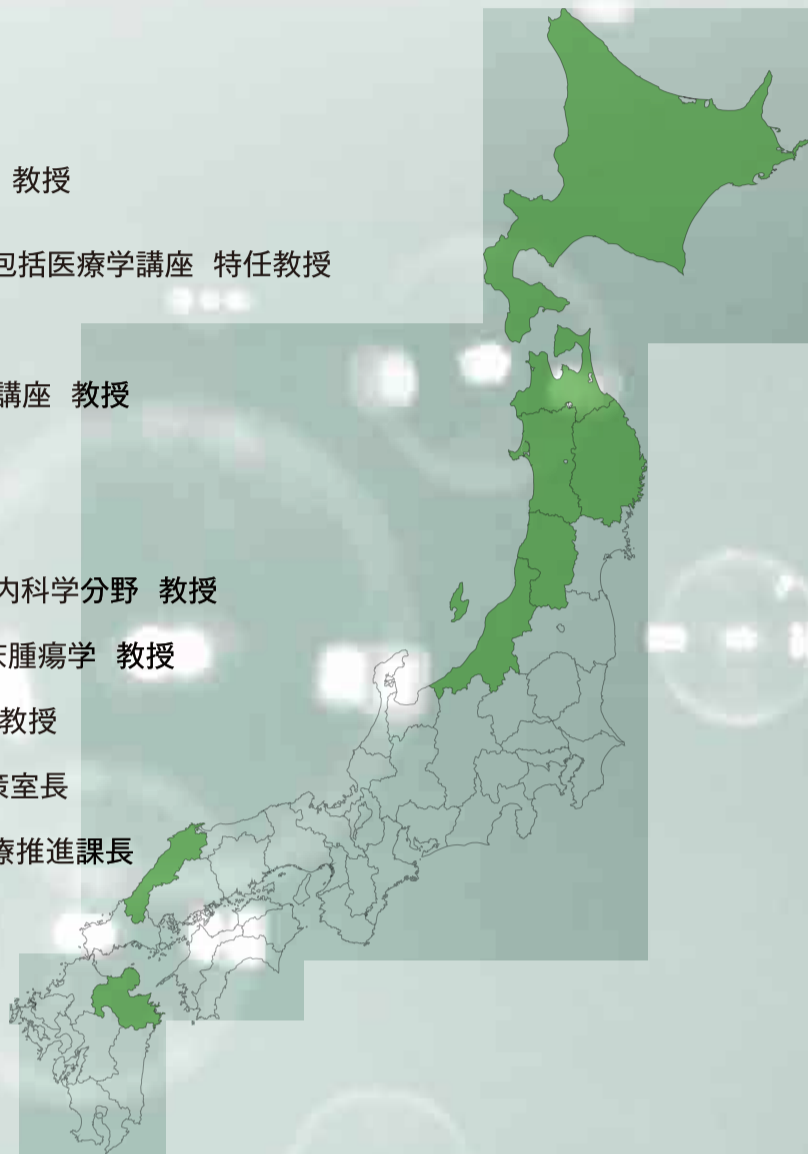 教授
包括医療学講座 特任教授
講座 教授
内科学分野 教授
床腫瘍学 教授
教授
策室長
療推進課長